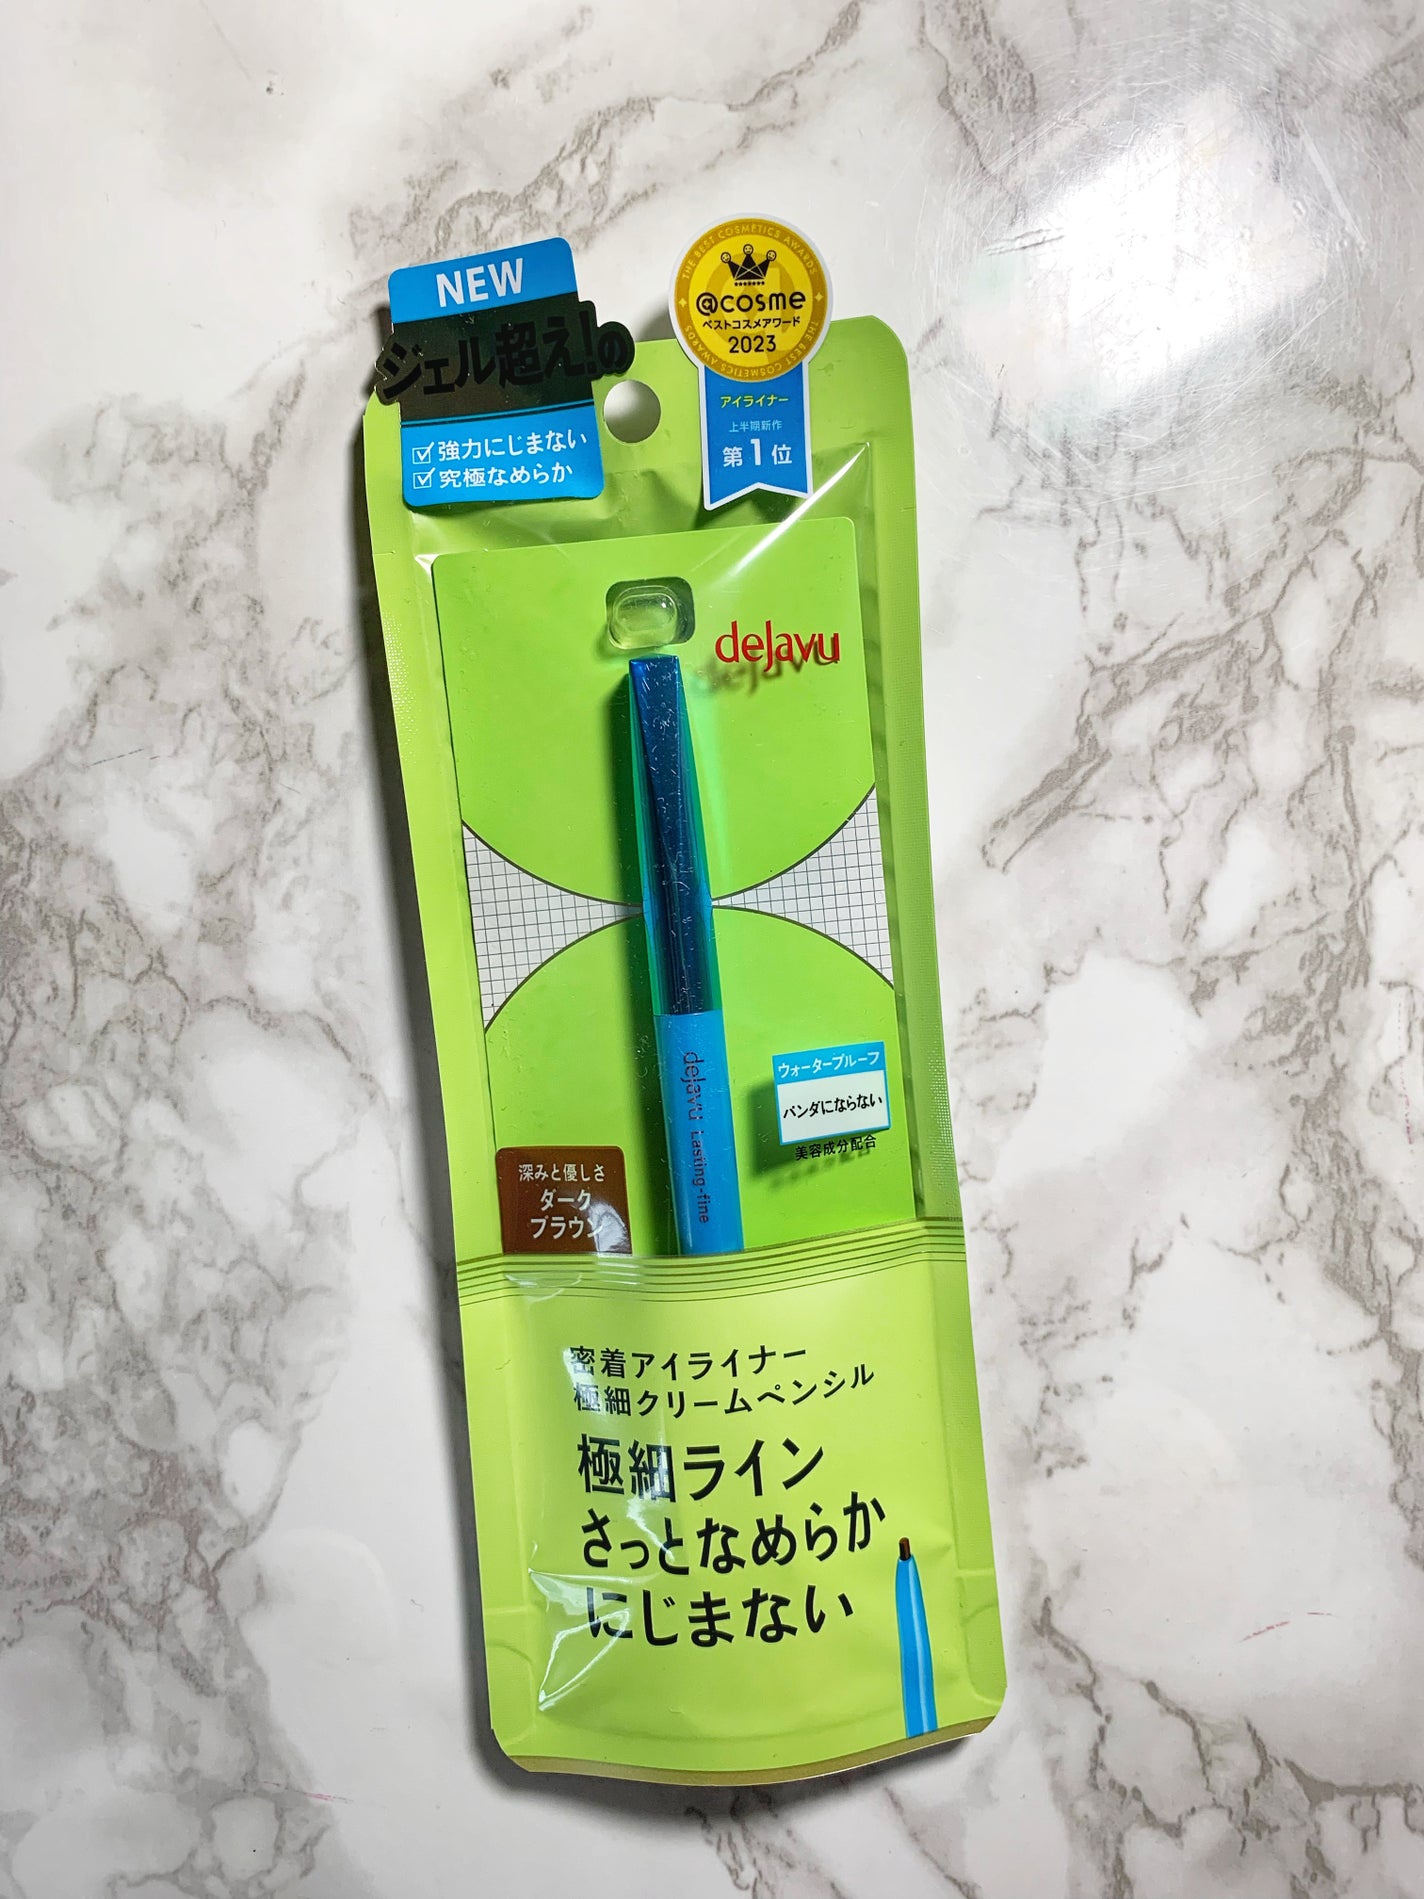 NEW
ジェル超え!の
強力にじまない
究極なめらか
THE BEST COSMETICS AWARDS
@cosme
ベストコスメアワード
2023
THE BEST COSMETICS AWARDS
アイライナー
上半期新作
第1位
dejavu
dejavu Lasting-fine
ウォータープルーフ
パンダにならない
美容成分配合
深みと優しさ
ダーク
ブラウン
密着アイライナー
極細クリームペンシル
極細ライン
さっとなめらか
にじまない